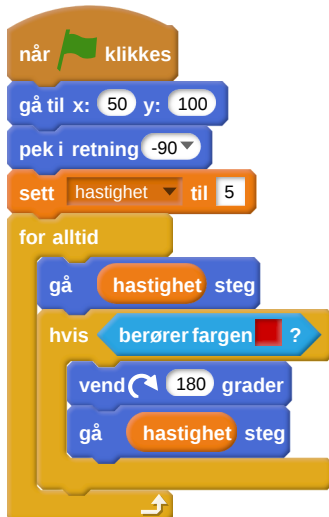 når klikkes
gå til x: 50 y: 100
pek i retning -90
sett hastighet til 5
for alltid
gå hastighet steg
hvis berører fargen ?
vend 180 grader
gå hastighet steg